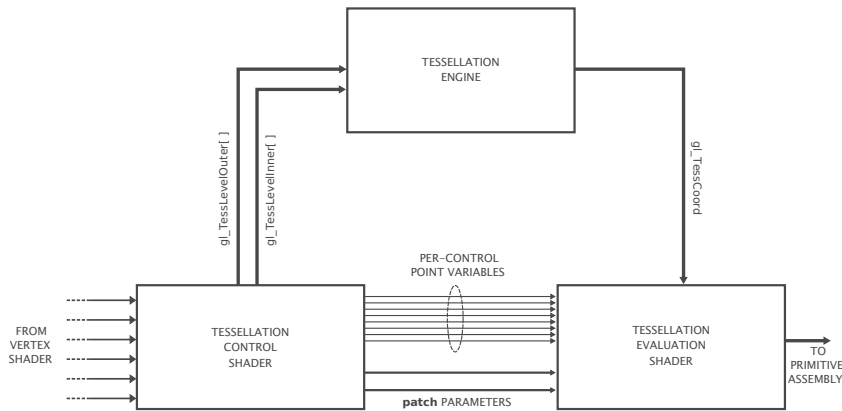 TESSELLATION
ENGINE
gl_TessLevelOuter[ ]
gl_TessLevelInner[ ]
gl_TessCoord
PER-CONTROL
POINT VARIABLES
FROM
VERTEX
SHADER
TESSELLATION
CONTROL
SHADER
TESSELLATION
EVALUATION
SHADER
TO
PRIMITIVE
ASSEMBLY
patch PARAMETERS